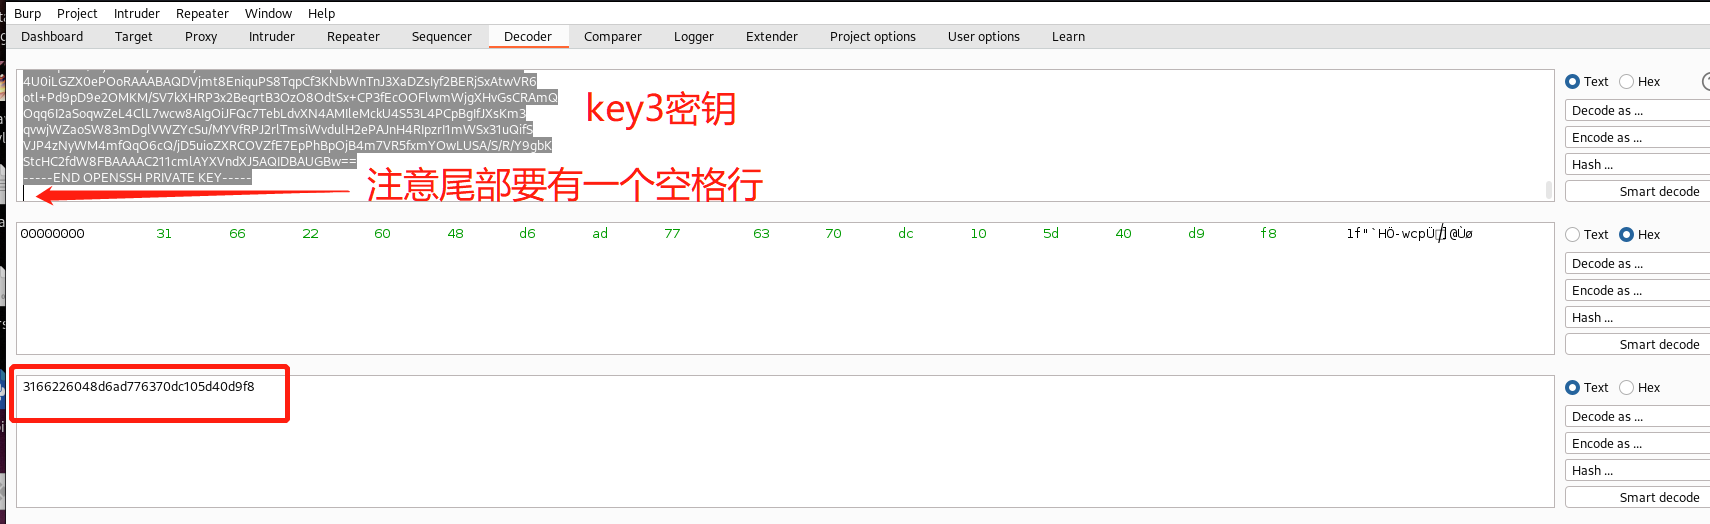 Burp Project Intruder Repeater Window Help
Dashboard Target Proxy Intruder Repeater Sequencer Decoder Comparer Logger Extender Project options User options Learn
4U0iLGZX0ePOoRAAABAQDVjmt8EniquPS8TqpCf3KNbWnTnJ3XaDZsIyf2BERjSxAtwVR6
otl+Pd9pD9e2OMKM/SV7kXHRP3x2BeqrtB3OzO8OdtSx+CP3fEcOOFlwmWjgXHvGsCRAmQ
Oqq6I2aSoqwZeL4ClL7wcw8AIgOiJFQc7TebLdvXN4AMIleMckU4S53L4PCpBgIfJXsKm3
qvwjWZaoSW83mDglVWZYcSu/MYVfRPJ2rlTmsiWvdulH2ePAJnH4RIpzrI1mWSx31uQifS
VJP4zNyWM4mfQqO6cQ/jD5uioZXRCOVZfE7EpPhBpOjB4m7VR5fxmYOwLUSA/S/R/Y9gbK
StcHC2fdW8FBAAAAC211cmlAYXVndXJ5AQIDBAUGBw==
-----END OPENSSH PRIVATE KEY-----
key3密钥
注意尾部要有一个空格行
Text Hex
Decode as ...
Encode as ...
Hash ...
Smart decode
00000000 31 66 22 60 48 d6 ad 77 63 70 dc 10 5d 40 d9 f8 1f"`HÖ-wcpÜ]@Ùø
Text Hex
Decode as ...
Encode as ...
Hash ...
Smart decode
3166226048d6ad776370dc105d40d9f8
Text Hex
Decode as ...
Encode as ...
Hash ...
Smart decode